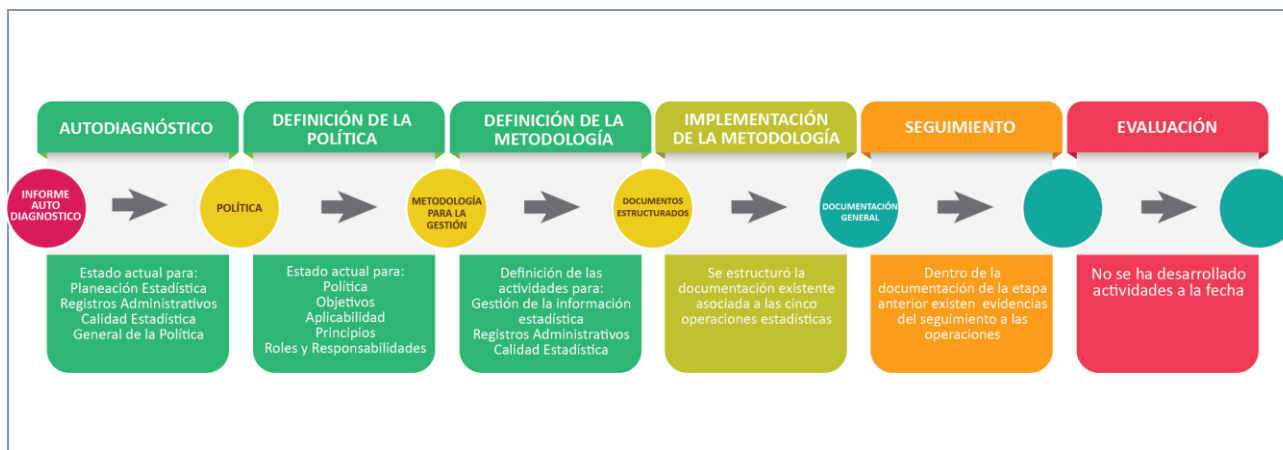 AUTODIAGNÓSTICO
DEFINICIÓN DE LA
POLÍTICA
DEFINICIÓN DE LA
METODOLOGÍA
IMPLEMENTACIÓN
DE LA METODOLOGÍA
SEGUIMIENTO
EVALUACIÓN
INFORME
AUTO
DIAGNOSTICO
POLÍTICA
METODOLOGÍA
PARA LA
GESTIÓN
DOCUMENTOS
ESTRUCTURADOS
DOCUMENTACIÓN
GENERAL
Estado actual para:
Planeación Estadística
Registros Administrativos
Calidad Estadística
General de la Política
Estado actual para:
Política
Objetivos
Aplicabilidad
Principios
Roles y Responsabilidades
Definición de las
actividades para:
Gestión de la información
estadística
Registros Administrativos
Calidad Estadística
Se estructuró la
documentación existente
asociada a las cinco
operaciones estadísticas
Dentro de la
documentación de la etapa
anterior existen evidencias
del seguimiento a las
operaciones
No se ha desarrollado
actividades a la fecha